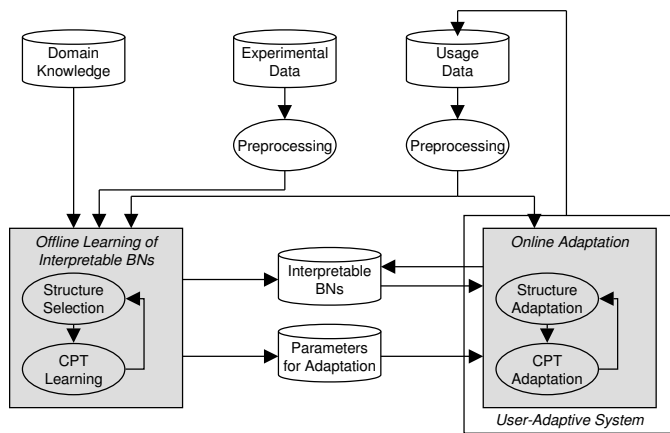 Domain
Knowledge
Experimental
Data
Usage
Data
Preprocessing
Preprocessing
Offline Learning of
Interpretable BNs
Structure
Selection
CPT
Learning
Interpretable
BNs
Parameters
for Adaptation
Online Adaptation
Structure
Adaptation
CPT
Adaptation
User-Adaptive System